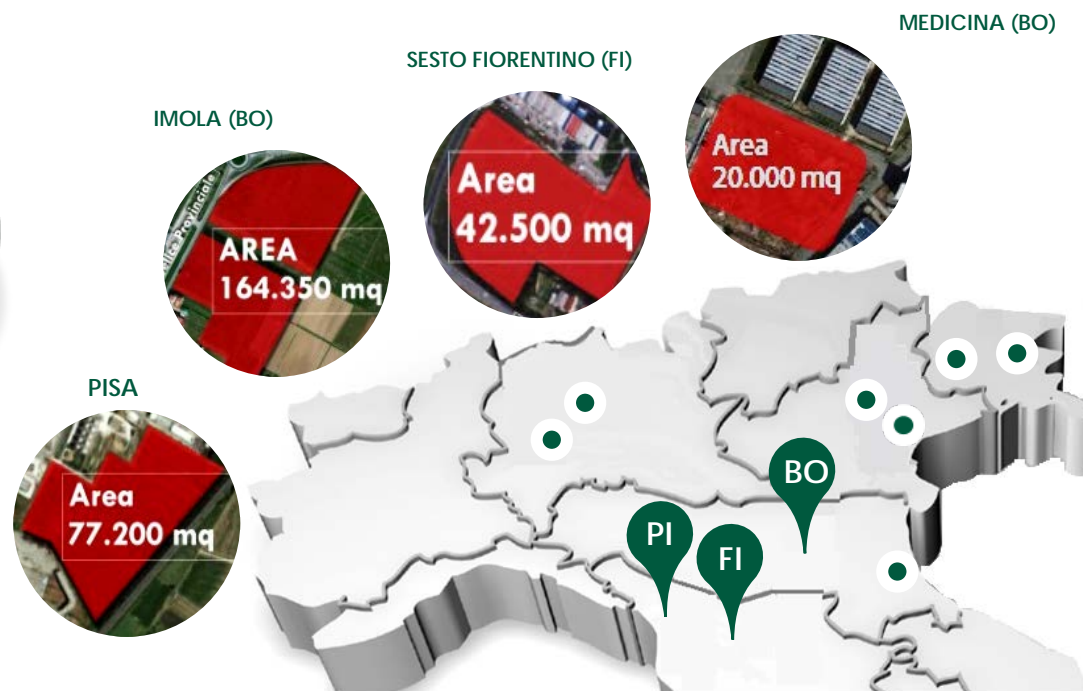 MEDICINA (BO)
SESTO FIORENTINO (FI)
IMOLA (BO)
Area
20.000 mq
Area
42.500 mq
Provinciale
AREA
164.350 mq
PISA
Area
77.200 mq
BO
PI
FI